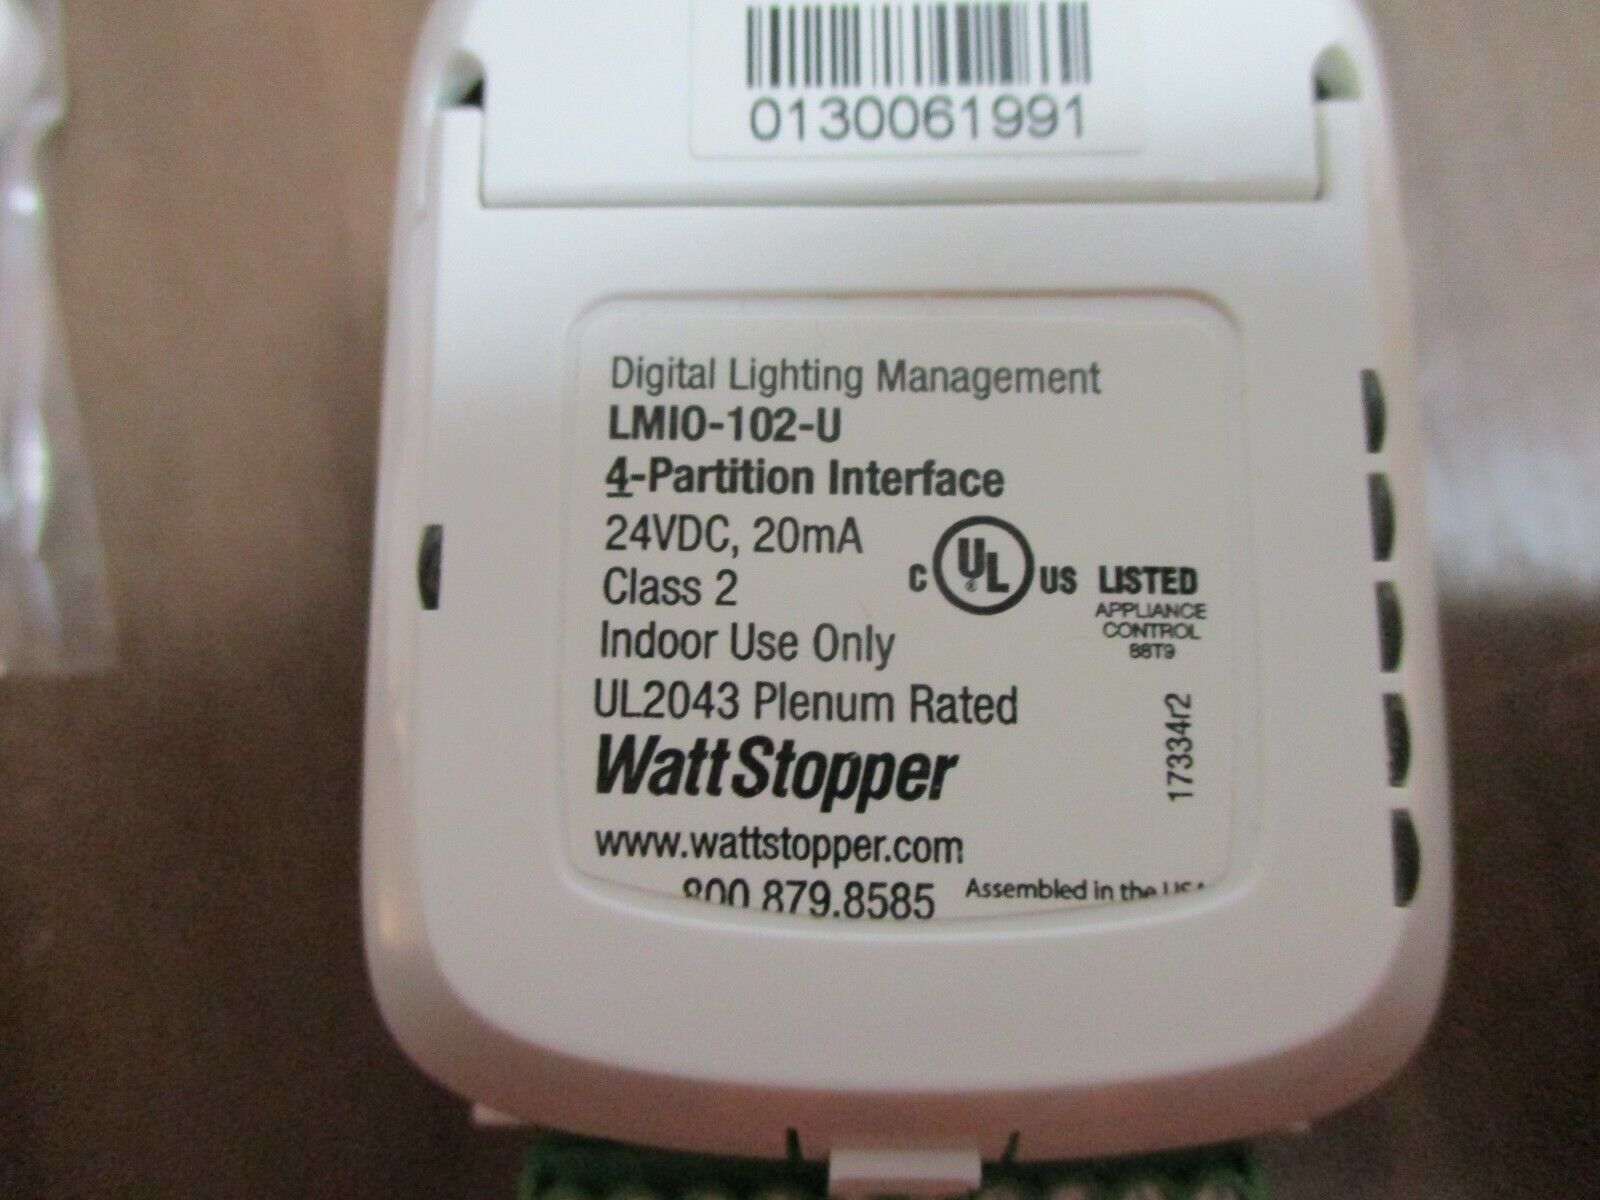 0130061991
Digital Lighting Management
LMIO-102-U
4-Partition Interface
24VDC, 20mA
Class 2
C UL US LISTED
APPLIANCE
CONTROL
88T9
Indoor Use Only
UL2043 Plenum Rated
17334r2
WattStopper
www.wattstopper.com
800.879.8585 Assembled in the USA